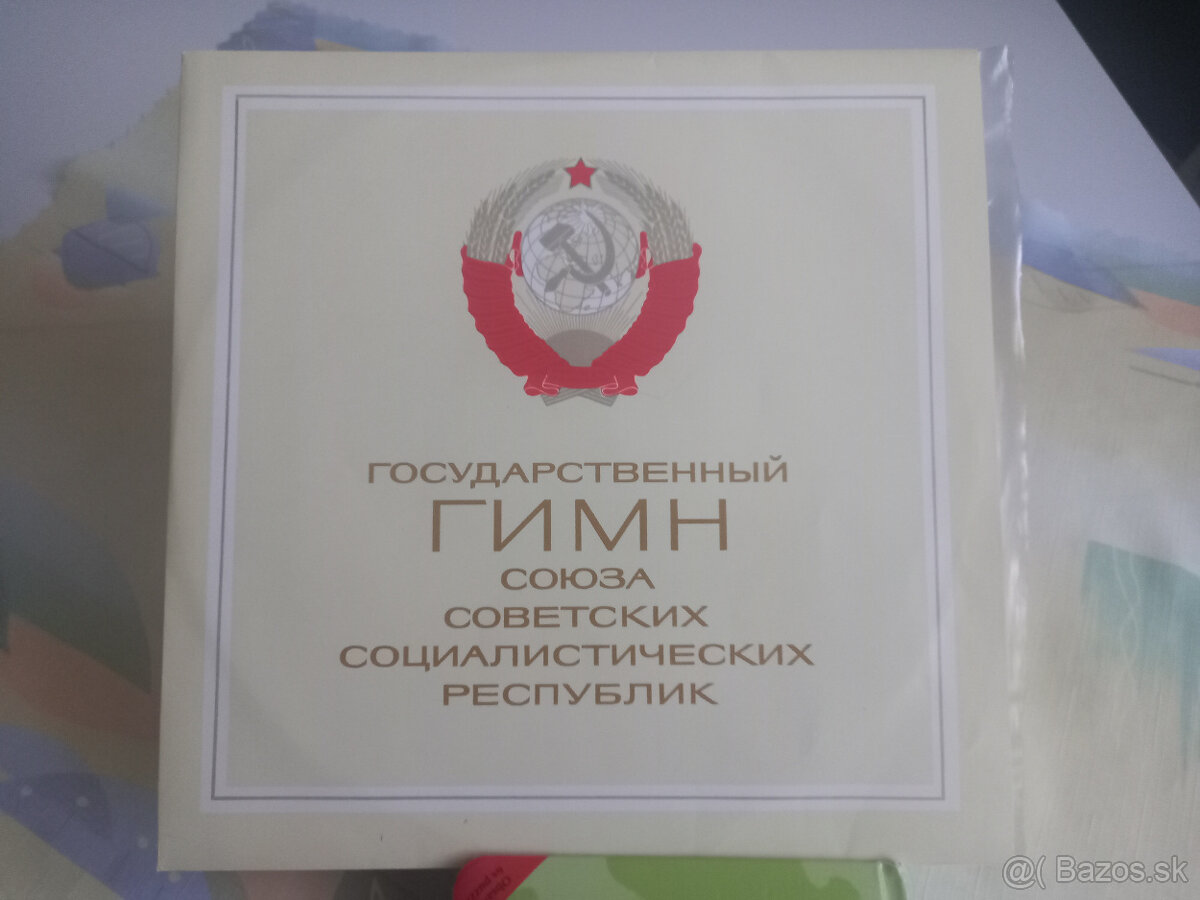 ГОСУДАРСТВЕННЫЙ
ГИМН
СОЮЗА
СОВЕТСКИХ
СОЦИАЛИСТИЧЕСКИХ
РЕСПУБЛИК
@( Bazos.sk